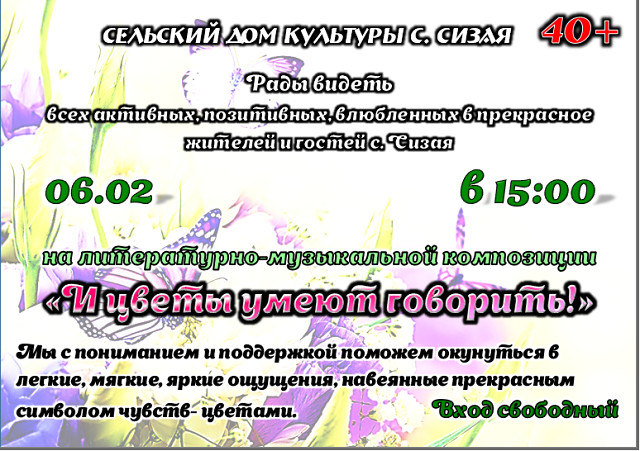 СЕЛЬСКИЙ ДОМ КУЛЬТУРЫ С. СИЗАЯ 40+
Рады видеть
всех активных, позитивных, влюбленных в прекрасное
жителей и гостей с. Сизая
06.02 в 15:00
на литературно-музыкальной композиции
«И цветы умеют говорить!»
Мы с пониманием и поддержкой поможем окунуться в
легкие, мягкие, яркие ощущения, навеянные прекрасным
символом чувств- цветами. Вход свободный